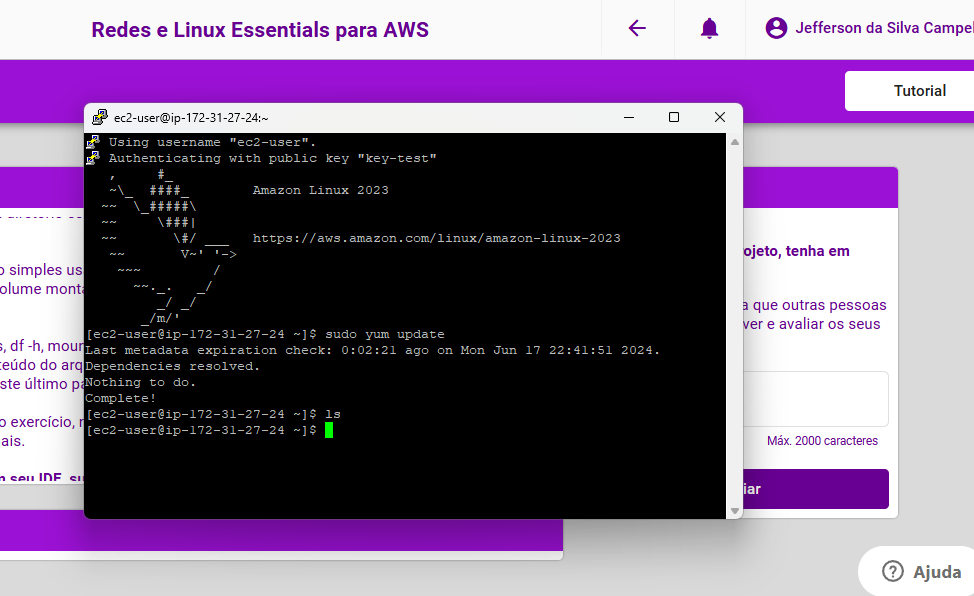 Redes e Linux Essentials para AWS
Jefferson da Silva Campel
Tutorial
ec2-user@ip-172-31-27-24:~
Using username "ec2-user".
Authenticating with public key "key-test"
   ,     #_
   ~\_  ####_        Amazon Linux 2023
  ~~  \_#####\
  ~~     \###|
  ~~       \#/ ___   https://aws.amazon.com/linux/amazon-linux-2023
   ~~       V~' '->
    ~~~         /
      ~~._.   _/
         _/ _/
       _/m/'
[ec2-user@ip-172-31-27-24 ~]$ sudo yum update
Last metadata expiration check: 0:02:21 ago on Mon Jun 17 22:41:51 2024.
Dependencies resolved.
Nothing to do.
Complete!
[ec2-user@ip-172-31-27-24 ~]$ ls
[ec2-user@ip-172-31-27-24 ~]$
o simples us
olume monta
s, df -h, moun
teúdo do arq
ste último pa
o exercício, r
ais.
m seu IDE, su
ojeto, tenha em
a que outras pessoas
ver e avaliar os seus
Máx. 2000 caracteres
iar
Ajuda